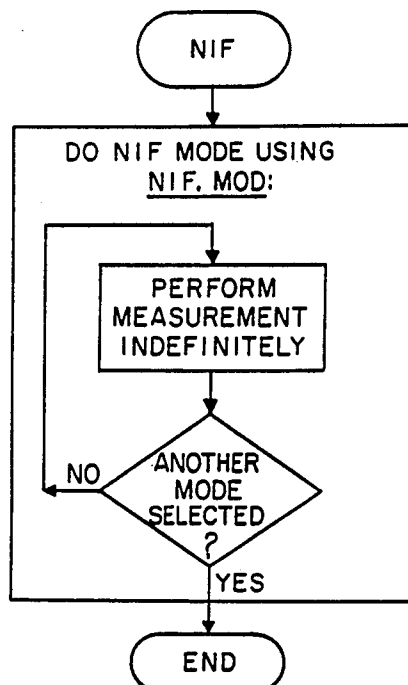 NIF
DO NIF MODE USING
NIF. MOD:
PERFORM
MEASUREMENT
INDEFINITELY
NO
ANOTHER
MODE
SELECTED
?
YES
END